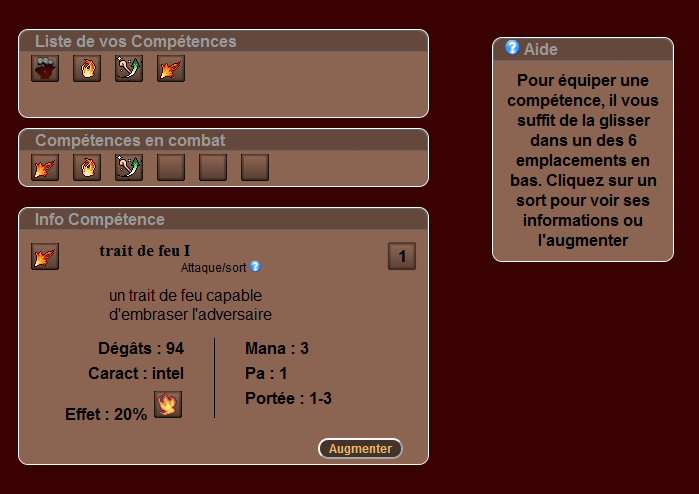 Liste de vos Compétences
Compétences en combat
Info Compétence
trait de feu I
1
Attaque/sort ?
un trait de feu capable
d'embraser l'adversaire
Dégâts : 94
Caract : intel
Effet : 20%
Mana : 3
Pa : 1
Portée : 1-3
Augmenter
? Aide
Pour équiper une
compétence, il vous
suffit de la glisser
dans un des 6
emplacements en
bas. Cliquez sur un
sort pour voir ses
informations ou
l'augmenter